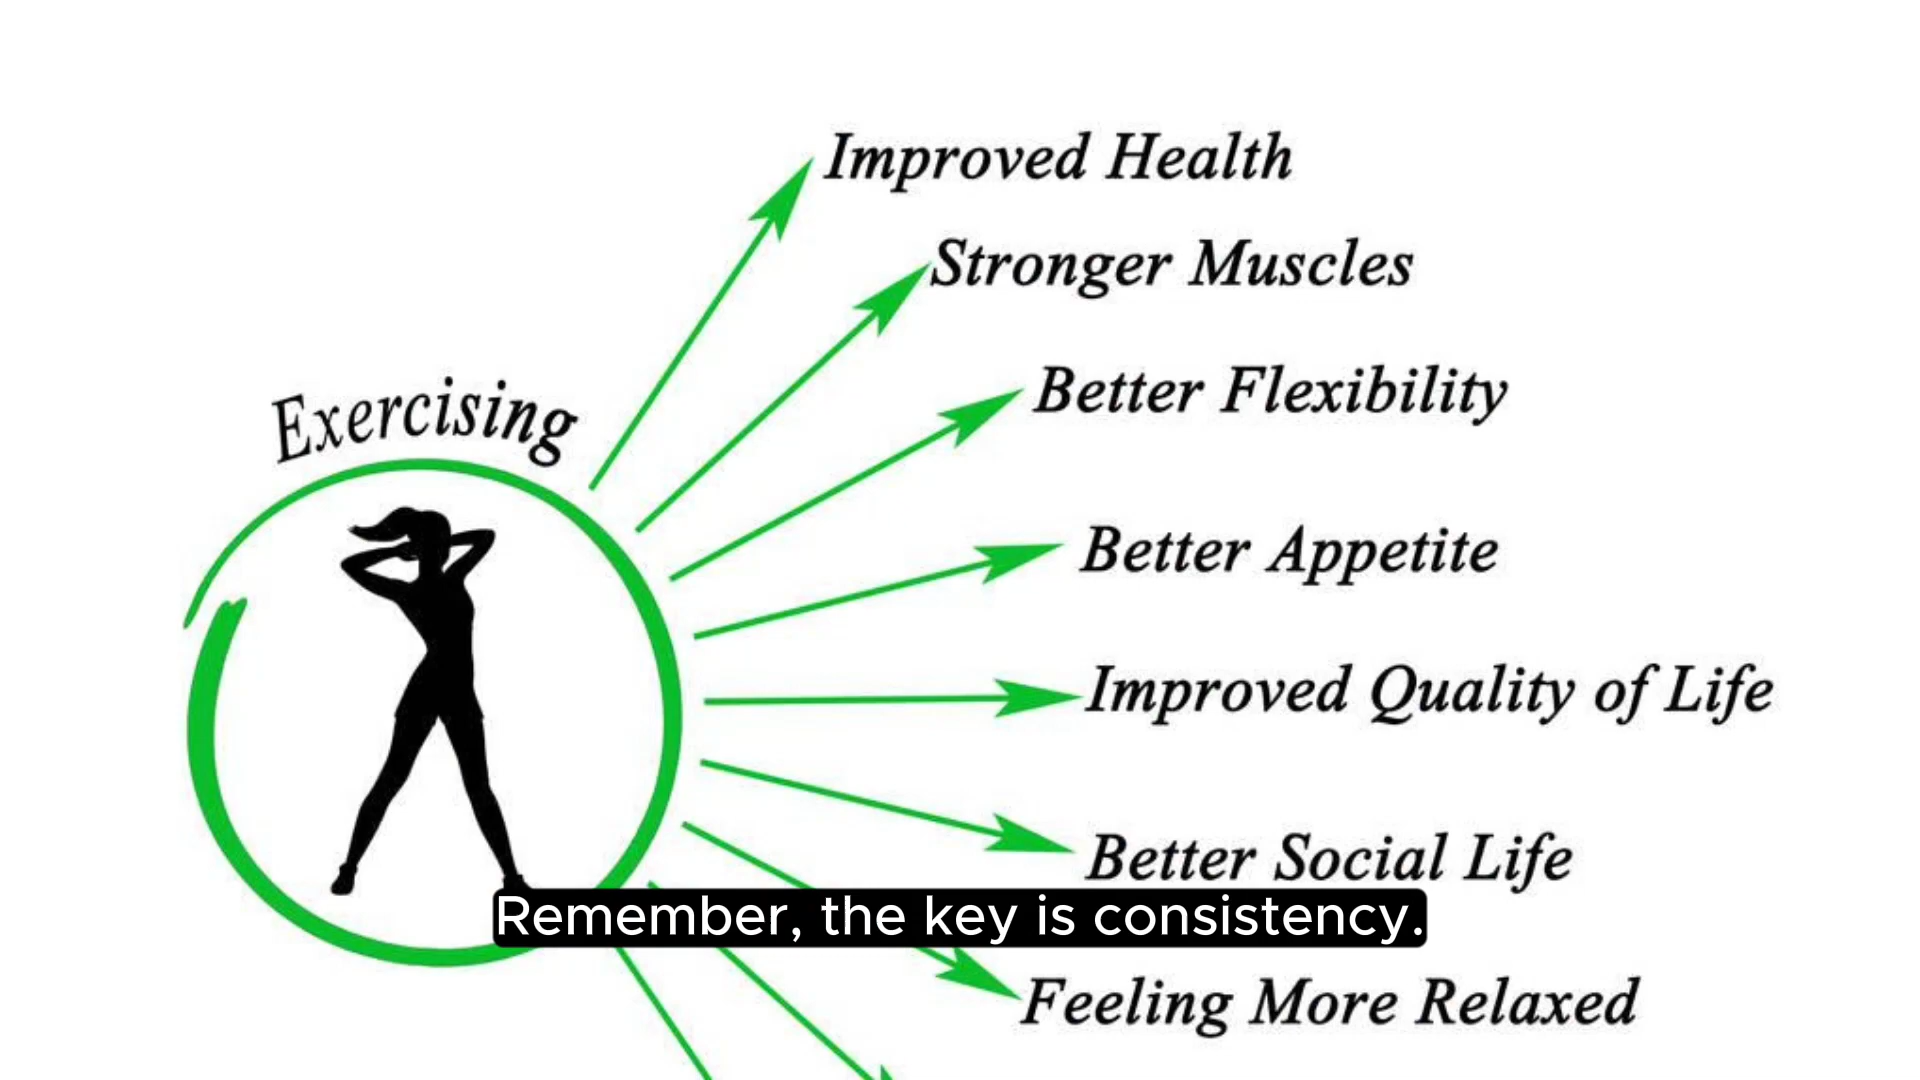 Improved Health
Stronger Muscles
Better Flexibility
Exercising
Better Appetite
Improved Quality of Life
Better Social Life
Remember, the key is consistency.
Feeling More Relaxed